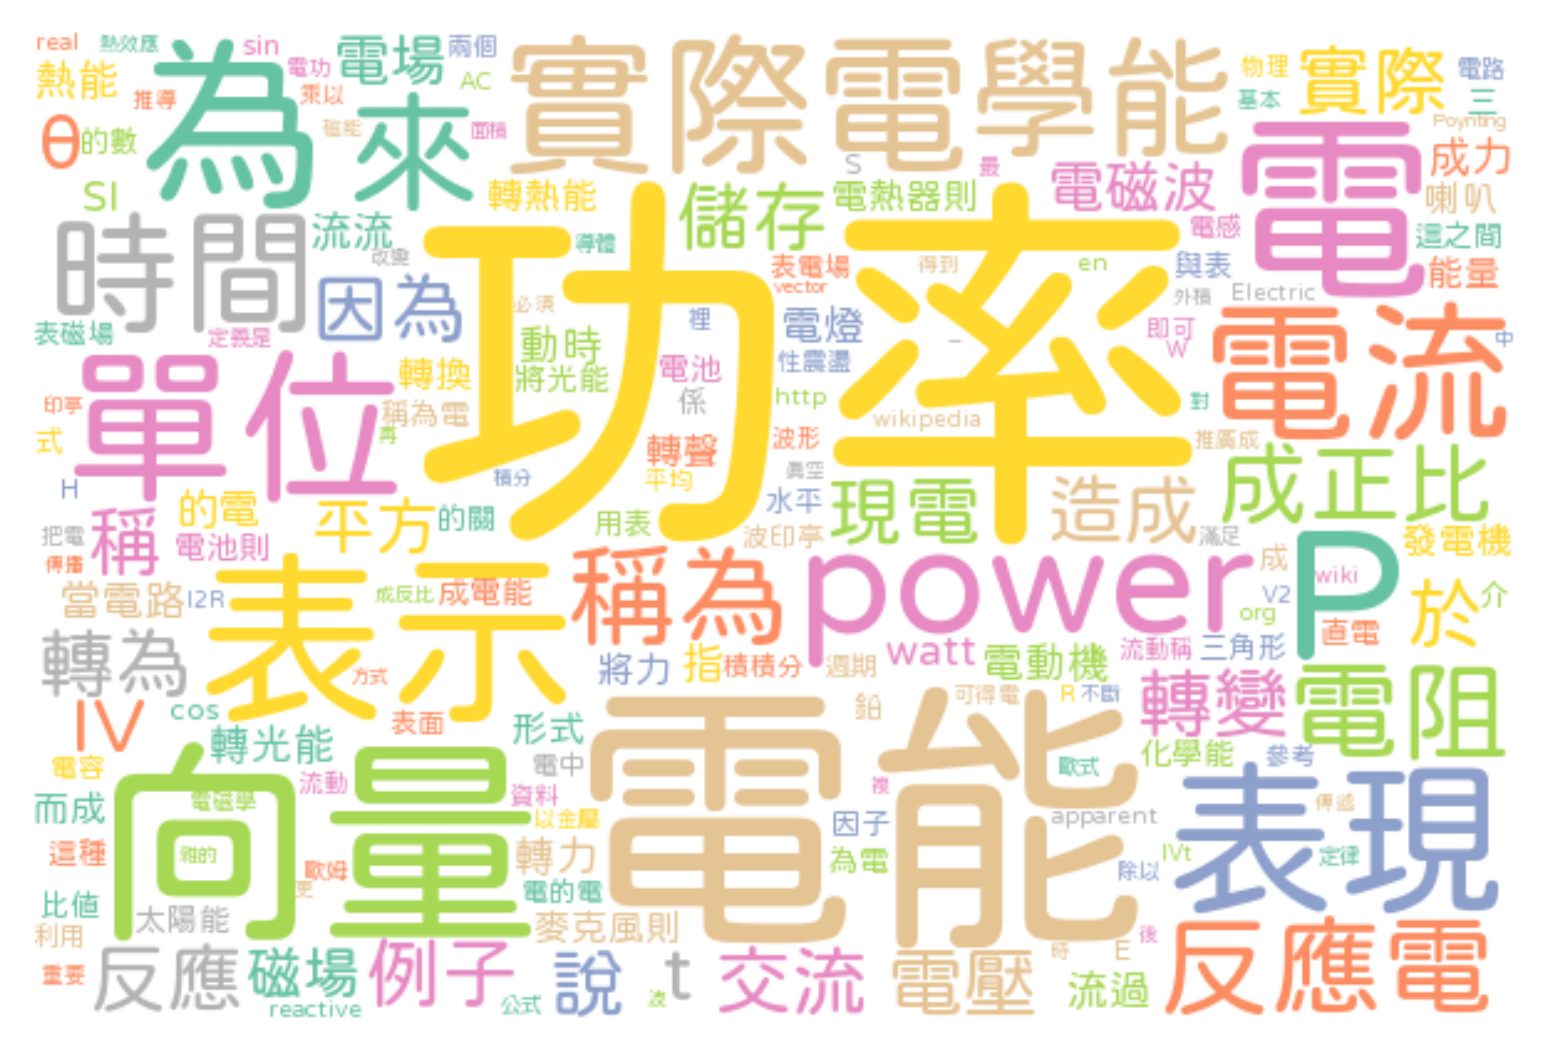 real
熱效應
sin
電場
兩個
熱能
為
電功
AC
實際電學能
物理
實際
電路
推導
乘以
來
基本
三
θ
的數
磁能
面積
Poynting
電
成力
SI
轉熱能
S
最
儲存
電熱器則
電磁波
喇叭
時間
流流
改變
導體
功率
電感
這之間
因為
表電場
得到
en
與表
能量
vector
外積
Electric
表磁場
定義是
必須
裡
電燈
即可
電流
中
單位
轉換
動時
將光能
電池
性震盪
W
印亭
稱為電
係
http
對
式
再
wikipedia
推廣成
轉聲
波形
成正比
H
積分
平均
真空
的電
平方
的關
水平
現電
造成
把電
稱
電池則
用表
波印亭
滿足
發電機
傳播
表示
稱為
power
成
P
wiki
當電路
I2R
成反比
成電能
V2
於
介
org
直電
轉為
方式
將力
指
積積分
週期
watt
電動機
流動稱
三角形
IV
cos
表面
鉛
可得電
R
不斷
轉變
電阻
轉光能
形式
電能
電容
向量
流動
電中
歐式
化學能
參考
而成
電磁學
資料
複
表現
以金屬
因子
apparent
傳遞
這種
雜的
歐姆
轉力
為電
IVt
定律
比值
更
電的電
除以
太陽能
利用
麥克風則
反應
磁場
例子
說
t
交流
電壓
時
E
後
反應電
重要
reactive
公式
波
流過